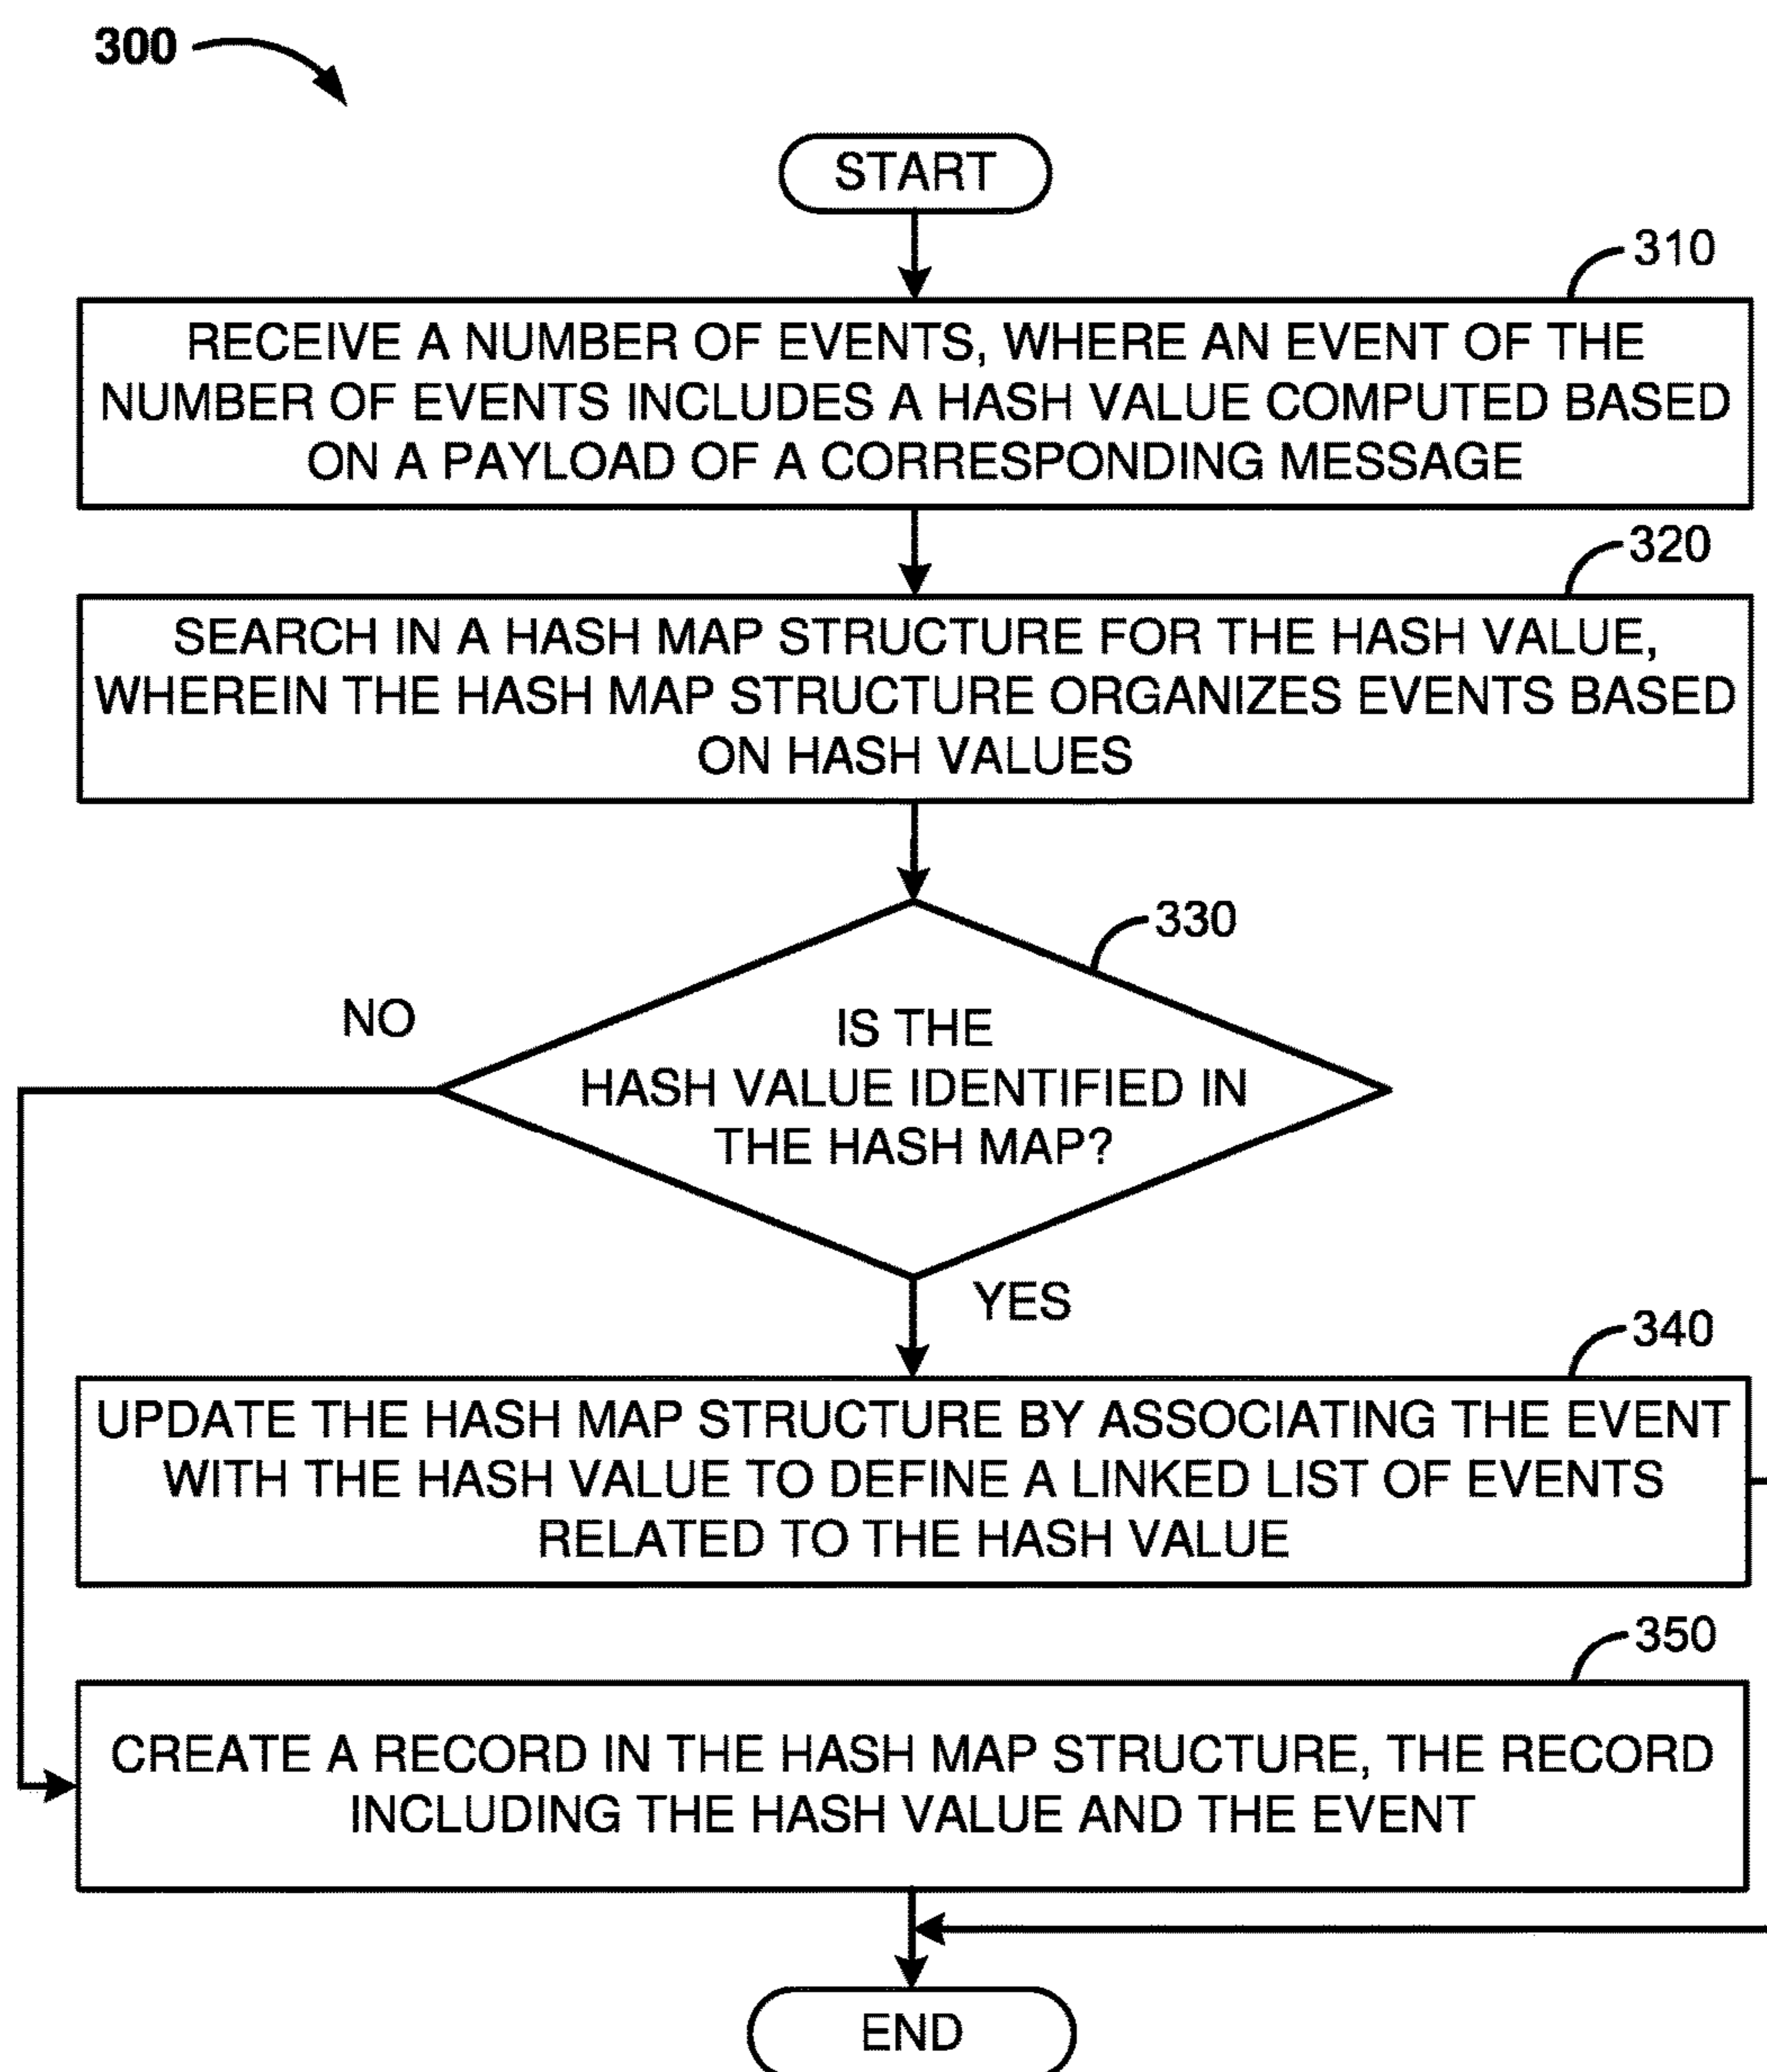 300
START
310
RECEIVE A NUMBER OF EVENTS, WHERE AN EVENT OF THE
NUMBER OF EVENTS INCLUDES A HASH VALUE COMPUTED BASED
ON A PAYLOAD OF A CORRESPONDING MESSAGE
320
SEARCH IN A HASH MAP STRUCTURE FOR THE HASH VALUE,
WHEREIN THE HASH MAP STRUCTURE ORGANIZES EVENTS BASED
ON HASH VALUES
330
NO
IS THE
HASH VALUE IDENTIFIED IN
THE HASH MAP?
YES
340
UPDATE THE HASH MAP STRUCTURE BY ASSOCIATING THE EVENT
WITH THE HASH VALUE TO DEFINE A LINKED LIST OF EVENTS
RELATED TO THE HASH VALUE
350
CREATE A RECORD IN THE HASH MAP STRUCTURE, THE RECORD
INCLUDING THE HASH VALUE AND THE EVENT
END